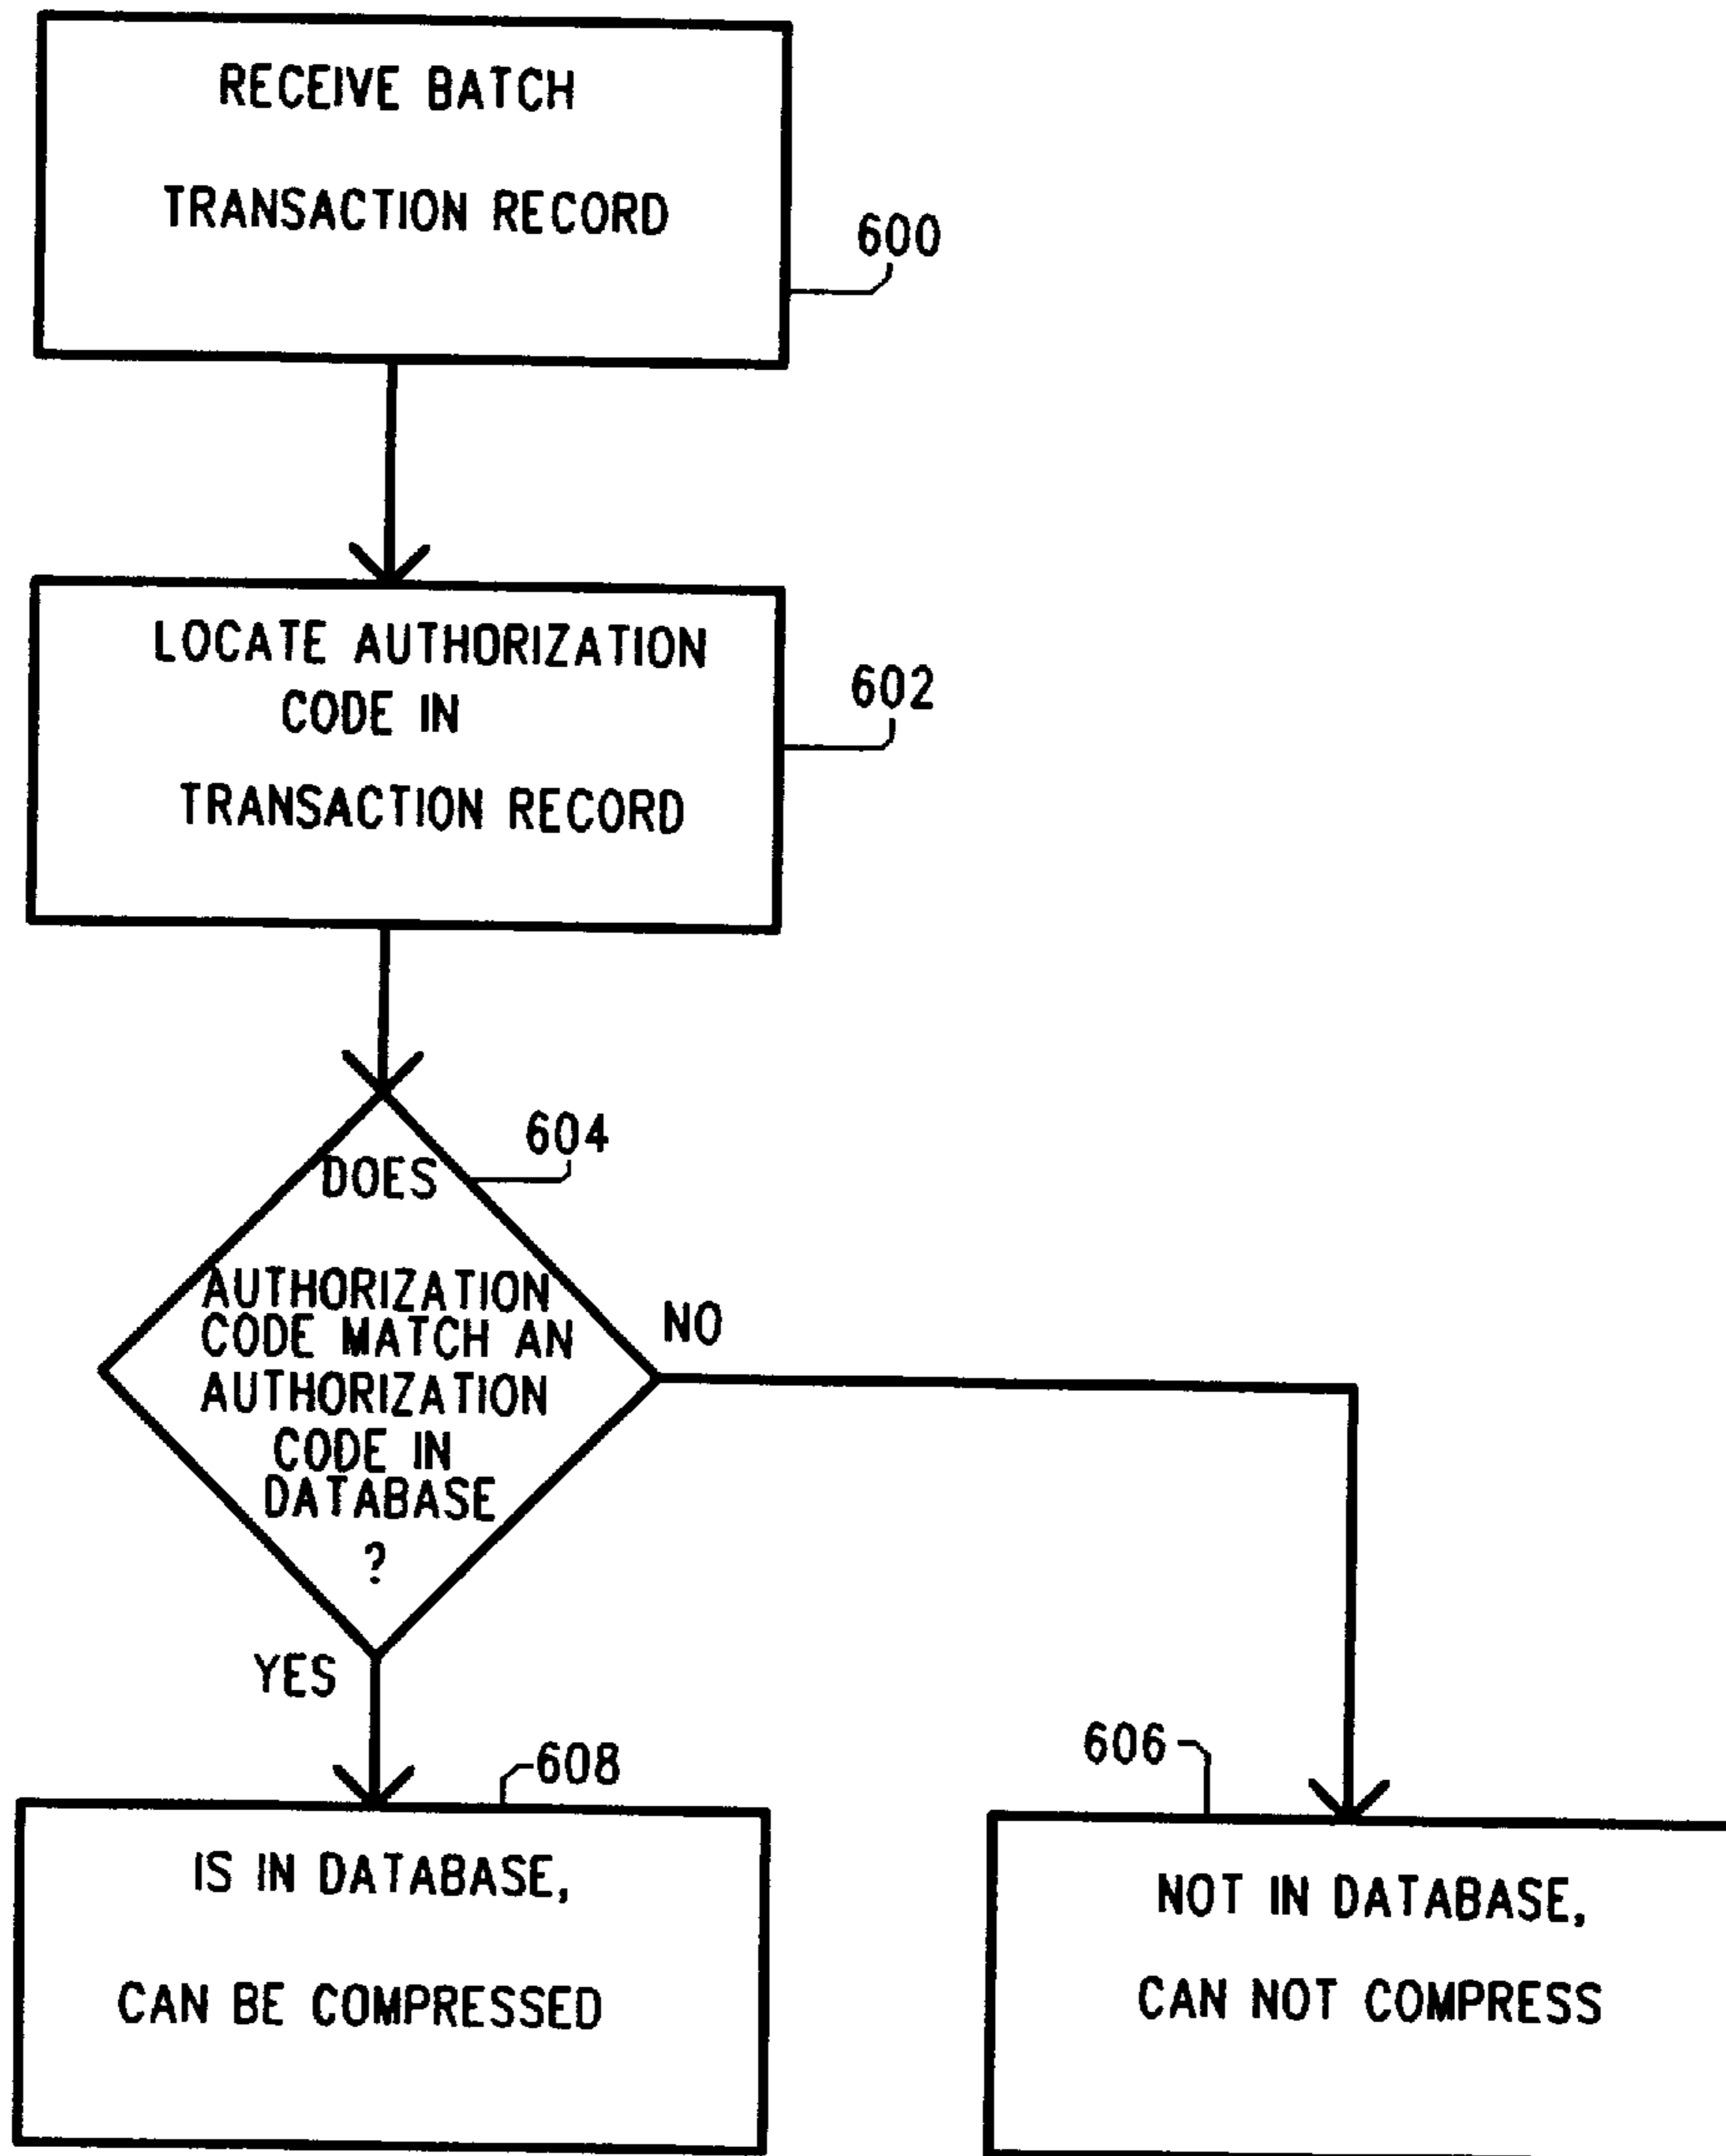 RECEIVE BATCH
TRANSACTION RECORD
600
LOCATE AUTHORIZATION
CODE IN
TRANSACTION RECORD
602
604
DOES
AUTHORIZATION
CODE MATCH AN
AUTHORIZATION
CODE IN
DATABASE
?
NO
YES
608
IS IN DATABASE,
CAN BE COMPRESSED
606
NOT IN DATABASE,
CAN NOT COMPRESS